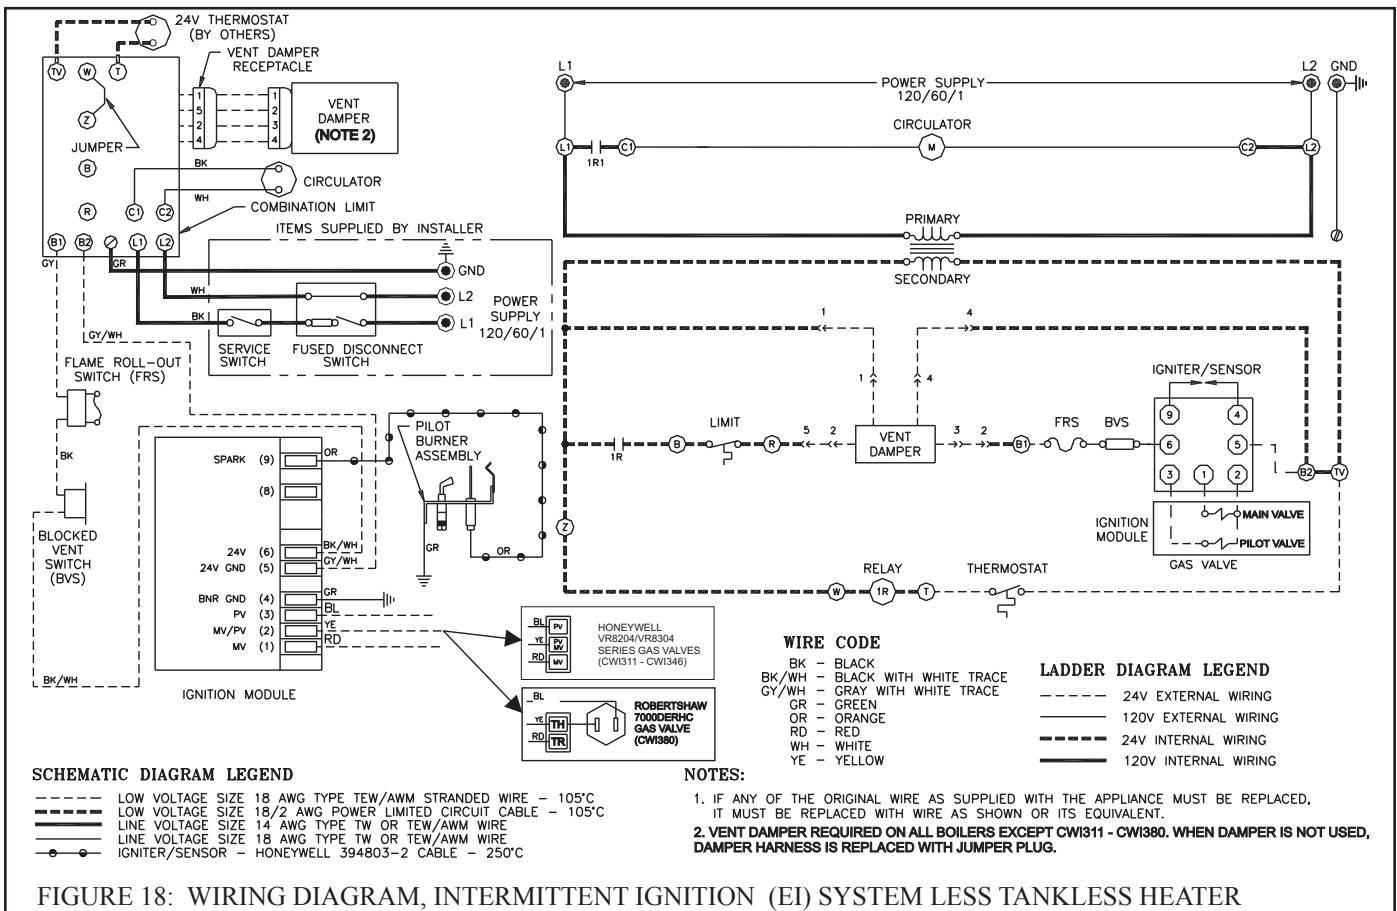 24V THERMOSTAT
(BY OTHERS)
VENT DAMPER
RECEPTACLE
TV
W
T
Z
JUMPER
B
R
C1
C2
B1
B2
L1
L2
1
5
2
4
1
2
3
4
VENT
DAMPER
(NOTE 2)
BK
WH
CIRCULATOR
COMBINATION LIMIT
ITEMS SUPPLIED BY INSTALLER
GY
GR
GND
WH
L2
POWER
SUPPLY
120/60/1
BK
L1
SERVICE
SWITCH
FUSED DISCONNECT
SWITCH
GY/WH
FLAME ROLL-OUT
SWITCH (FRS)
BK
BLOCKED
VENT
SWITCH
(BVS)
BK/WH
PILOT
BURNER
ASSEMBLY
OR
GR
OR
SPARK (9)
(8)
24V (6)
BK/WH
24V GND (5)
GY/WH
BNR GND (4)
GR
PV (3)
BL
MV/PV (2)
YE
MV (1)
RD
IGNITION MODULE
BL
PV
YE
PV
MV
RD
MV
HONEYWELL
VR8204/VR8304
SERIES GAS VALVES
(CWI311 - CWI346)
BL
YE
TH
RD
TR
ROBERTSHAW
7000DERHC
GAS VALVE
(CWI380)
L1
L2
GND
POWER SUPPLY
120/60/1
CIRCULATOR
L1
1R1
C1
M
C2
L2
PRIMARY
SECONDARY
1
4
1
4
1R
B
LIMIT
R
5
2
VENT
DAMPER
3
2
B1
FRS
BVS
IGNITER/SENSOR
9
4
6
5
3
1
2
B2
TV
IGNITION
MODULE
MAIN VALVE
PILOT VALVE
GAS VALVE
Z
W
RELAY
1R
T
THERMOSTAT
WIRE CODE
BK – BLACK
BK/WH – BLACK WITH WHITE TRACE
GY/WH – GRAY WITH WHITE TRACE
GR – GREEN
OR – ORANGE
RD – RED
WH – WHITE
YE – YELLOW
LADDER DIAGRAM LEGEND
24V EXTERNAL WIRING
120V EXTERNAL WIRING
24V INTERNAL WIRING
120V INTERNAL WIRING
SCHEMATIC DIAGRAM LEGEND
LOW VOLTAGE SIZE 18 AWG TYPE TEW/AWM STRANDED WIRE – 105°C
LOW VOLTAGE SIZE 18/2 AWG POWER LIMITED CIRCUIT CABLE – 105°C
LINE VOLTAGE SIZE 14 AWG TYPE TW OR TEW/AWM WIRE
LINE VOLTAGE SIZE 18 AWG TYPE TW OR TEW/AWM WIRE
IGNITER/SENSOR – HONEYWELL 394803-2 CABLE – 250°C
NOTES:
1. IF ANY OF THE ORIGINAL WIRE AS SUPPLIED WITH THE APPLIANCE MUST BE REPLACED,
IT MUST BE REPLACED WITH WIRE AS SHOWN OR ITS EQUIVALENT.
2. VENT DAMPER REQUIRED ON ALL BOILERS EXCEPT CWI311 - CWI380. WHEN DAMPER IS NOT USED,
DAMPER HARNESS IS REPLACED WITH JUMPER PLUG.
FIGURE 18: WIRING DIAGRAM, INTERMITTENT IGNITION (EI) SYSTEM LESS TANKLESS HEATER